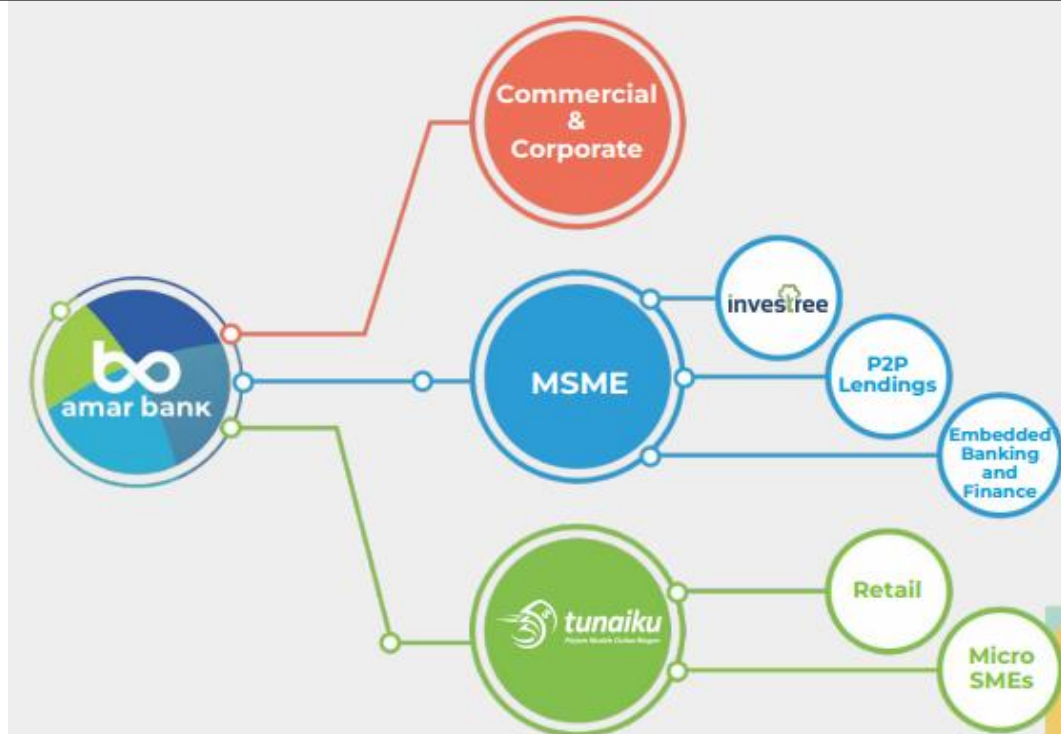 Commercial
&
Corporate
investree
P2P
Lendings
MSME
amar bank
Embedded
Banking
and
Finance
Retail
tunaiku
Micro
SMEs